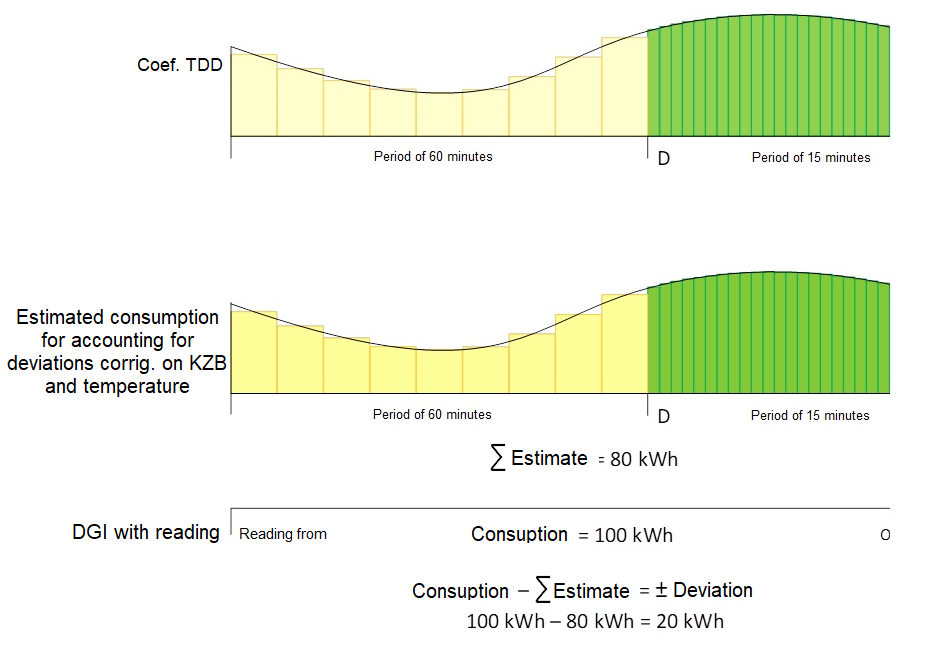 Coef. TDD
Period of 60 minutes
D
Period of 15 minutes
Estimated consumption
for accounting for
deviations corrig. on KZB
and temperature
Period of 60 minutes
D
Period of 15 minutes
∑ Estimate = 80 kWh
DGI with reading
Reading from
Consuption = 100 kWh
O
Consuption – ∑ Estimate = ± Deviation
100 kWh – 80 kWh = 20 kWh